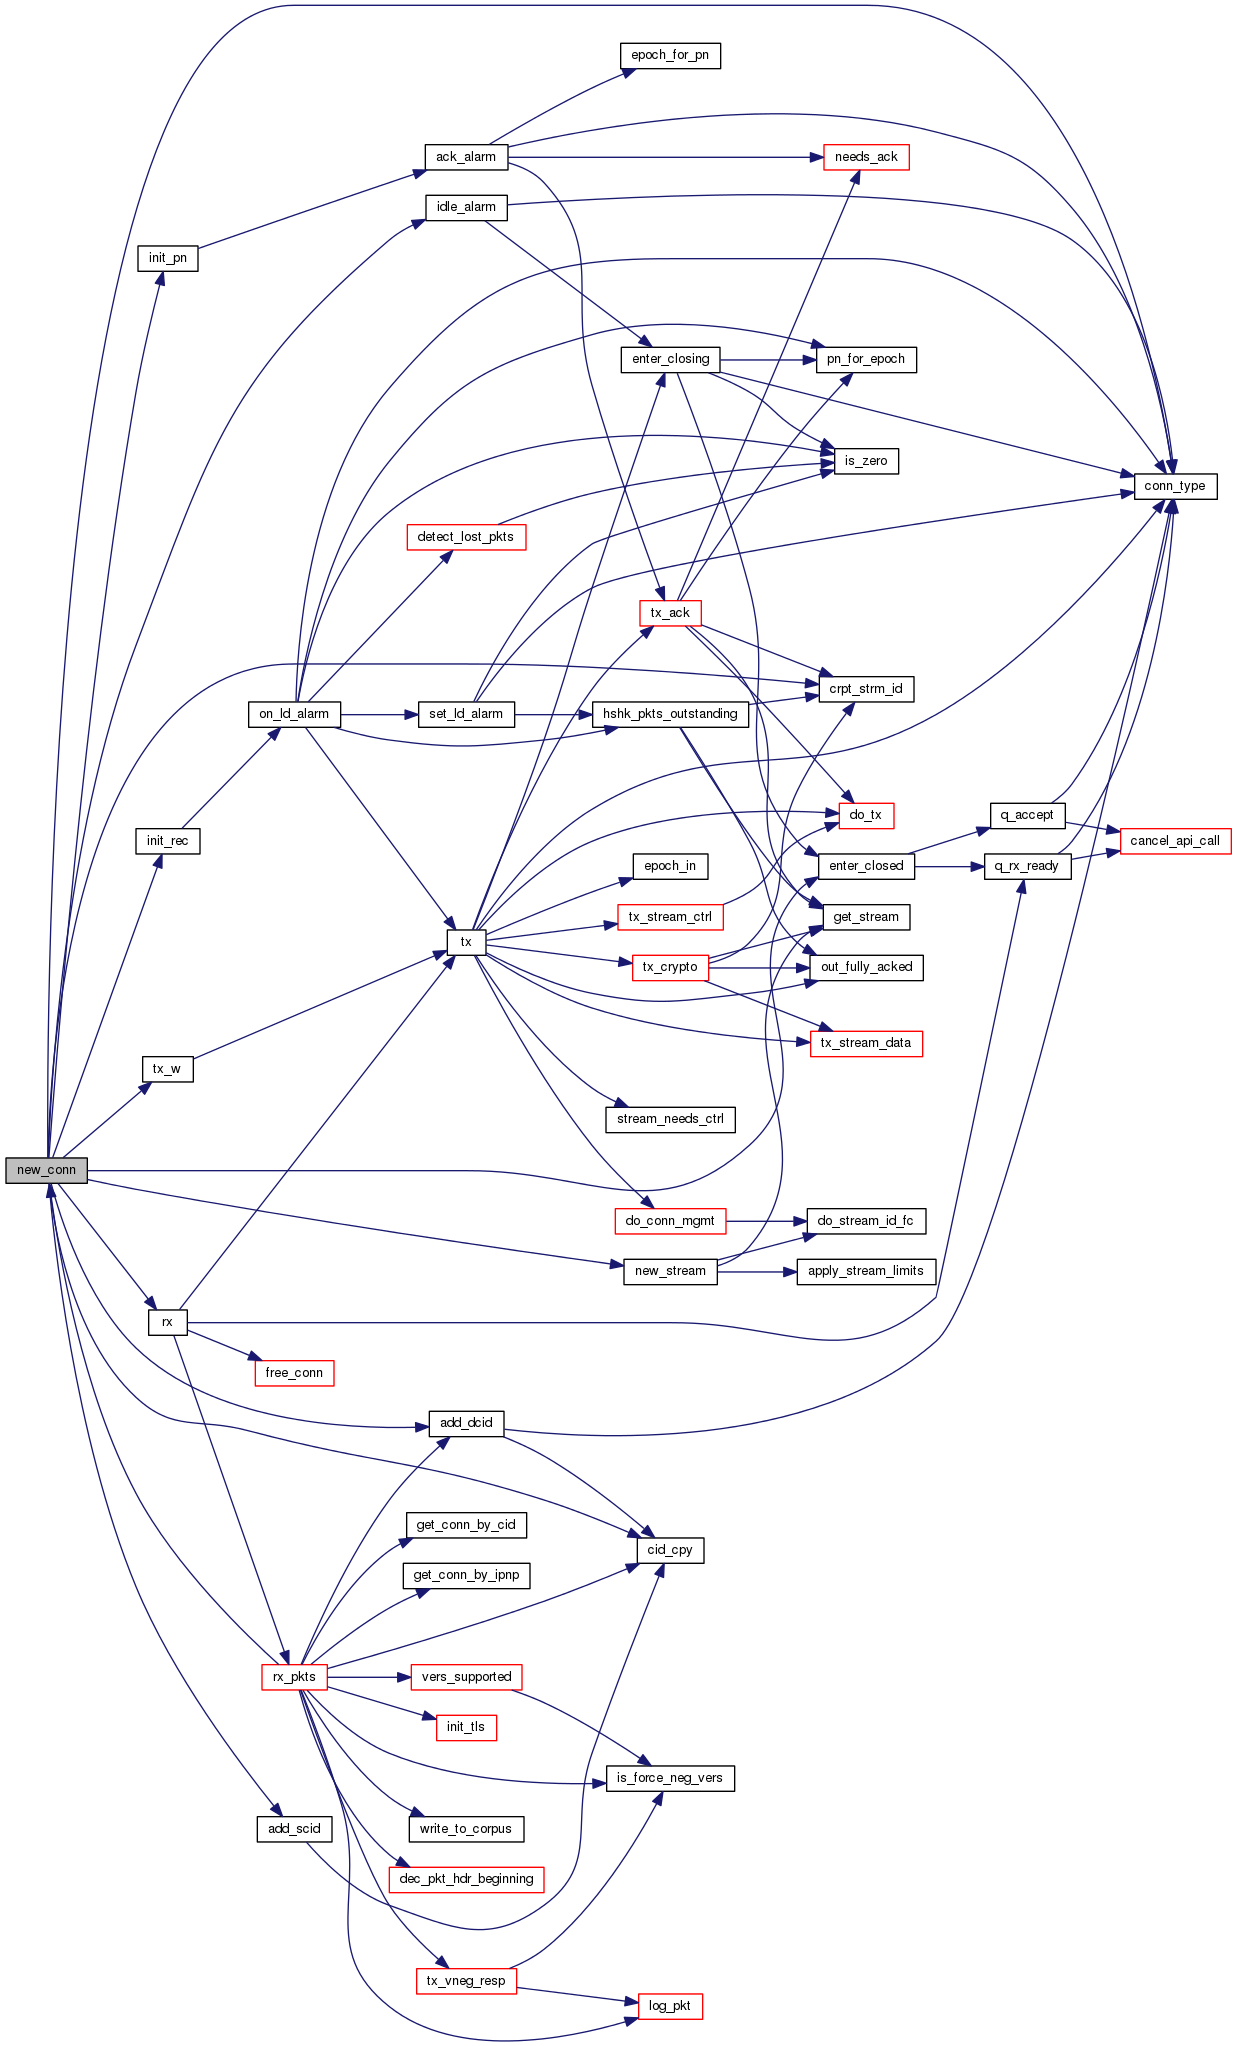 epoch_for_pn
ack_alarm
needs_ack
idle_alarm
init_pn
enter_closing
pn_for_epoch
is_zero
conn_type
detect_lost_pkts
tx_ack
crpt_strm_id
on_ld_alarm
set_ld_alarm
hshk_pkts_outstanding
do_tx
q_accept
init_rec
cancel_api_call
epoch_in
enter_closed
q_rx_ready
tx_stream_ctrl
get_stream
tx
tx_crypto
out_fully_acked
tx_stream_data
tx_w
stream_needs_ctrl
new_conn
do_conn_mgmt
do_stream_id_fc
new_stream
apply_stream_limits
rx
free_conn
add_dcid
get_conn_by_cid
cid_cpy
get_conn_by_ipnp
rx_pkts
vers_supported
init_tls
is_force_neg_vers
add_scid
write_to_corpus
dec_pkt_hdr_beginning
tx_vneg_resp
log_pkt